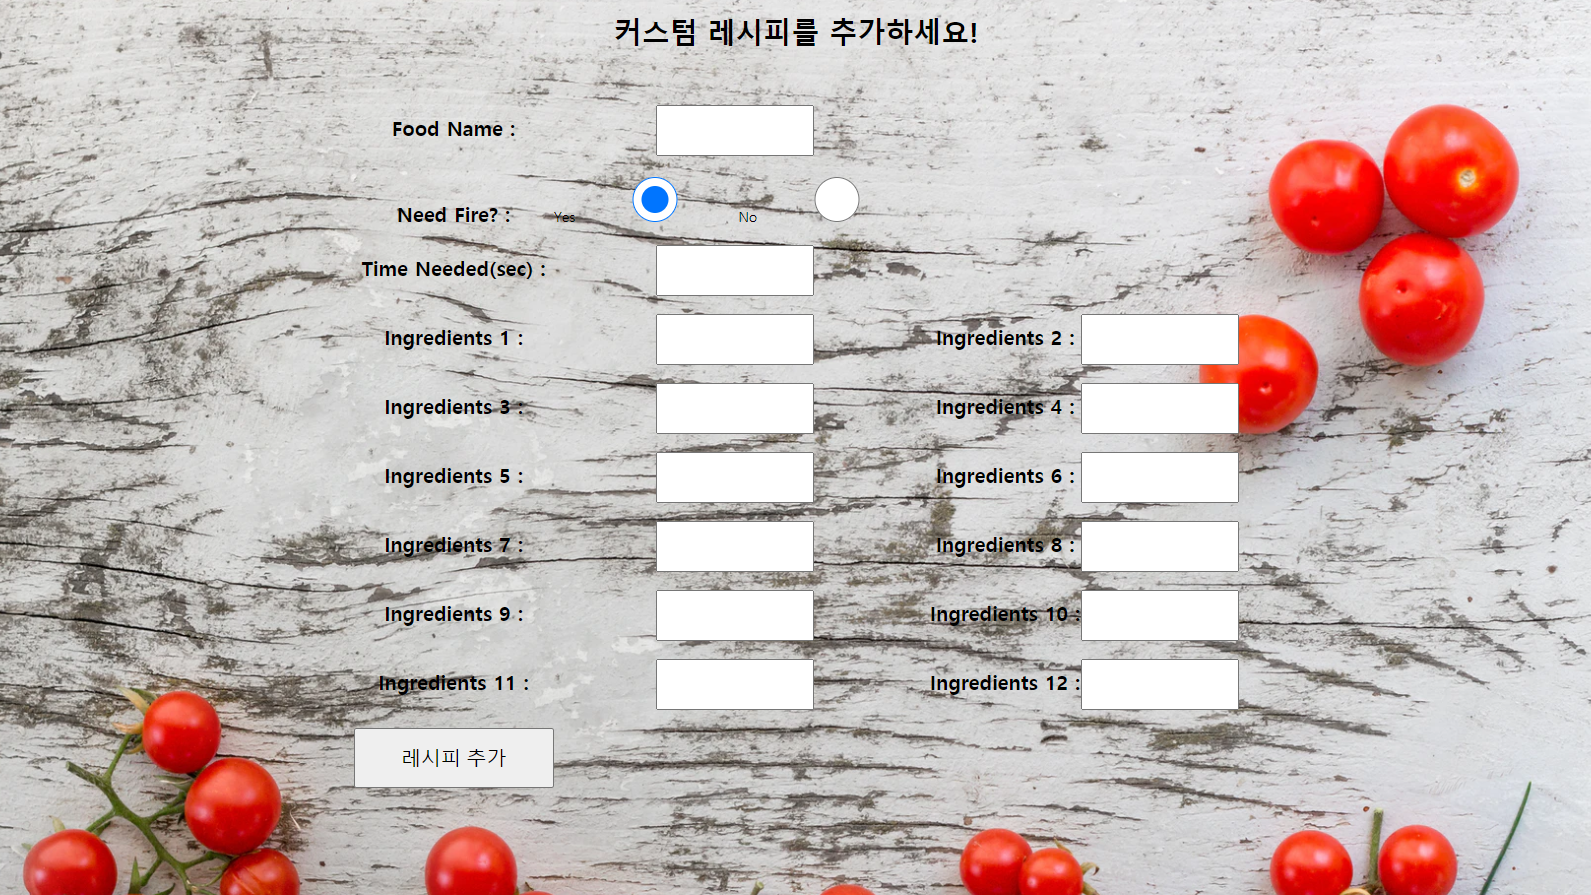 커스텀 레시피를 추가하세요!
Food Name :
Need Fire? : Yes No
Time Needed(sec) :
Ingredients 1 : Ingredients 2 :
Ingredients 3 : Ingredients 4 :
Ingredients 5 : Ingredients 6 :
Ingredients 7 : Ingredients 8 :
Ingredients 9 : Ingredients 10 :
Ingredients 11 : Ingredients 12 :
레시피 추가